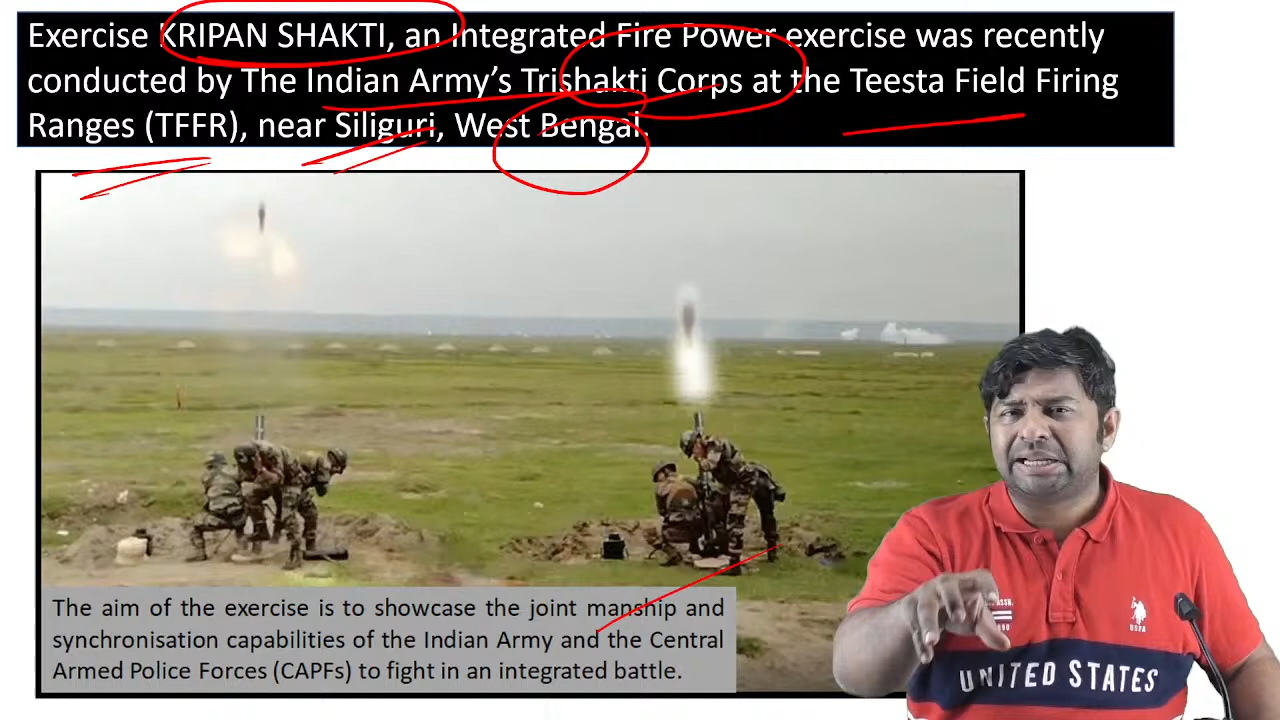 Exercise KRIPAN SHAKTI, an Integrated Fire Power exercise was recently
conducted by The Indian Army’s Trishakti Corps at the Teesta Field Firing
Ranges (TFFR), near Siliguri, West Bengal.
The aim of the exercise is to showcase the joint manship and
synchronisation capabilities of the Indian Army and the Central
Armed Police Forces (CAPFs) to fight in an integrated battle.
ASSN.
USPA
UNITED STATES